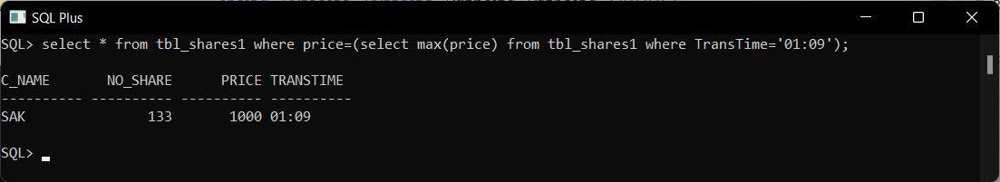 SQL Plus
SQL> select * from tbl_shares1 where price=(select max(price) from tbl_shares1 where TransTime='01:09');
C_NAME       NO_SHARE      PRICE TRANSTIME
---------- ---------- ---------- ----------
SAK               133       1000 01:09
SQL>